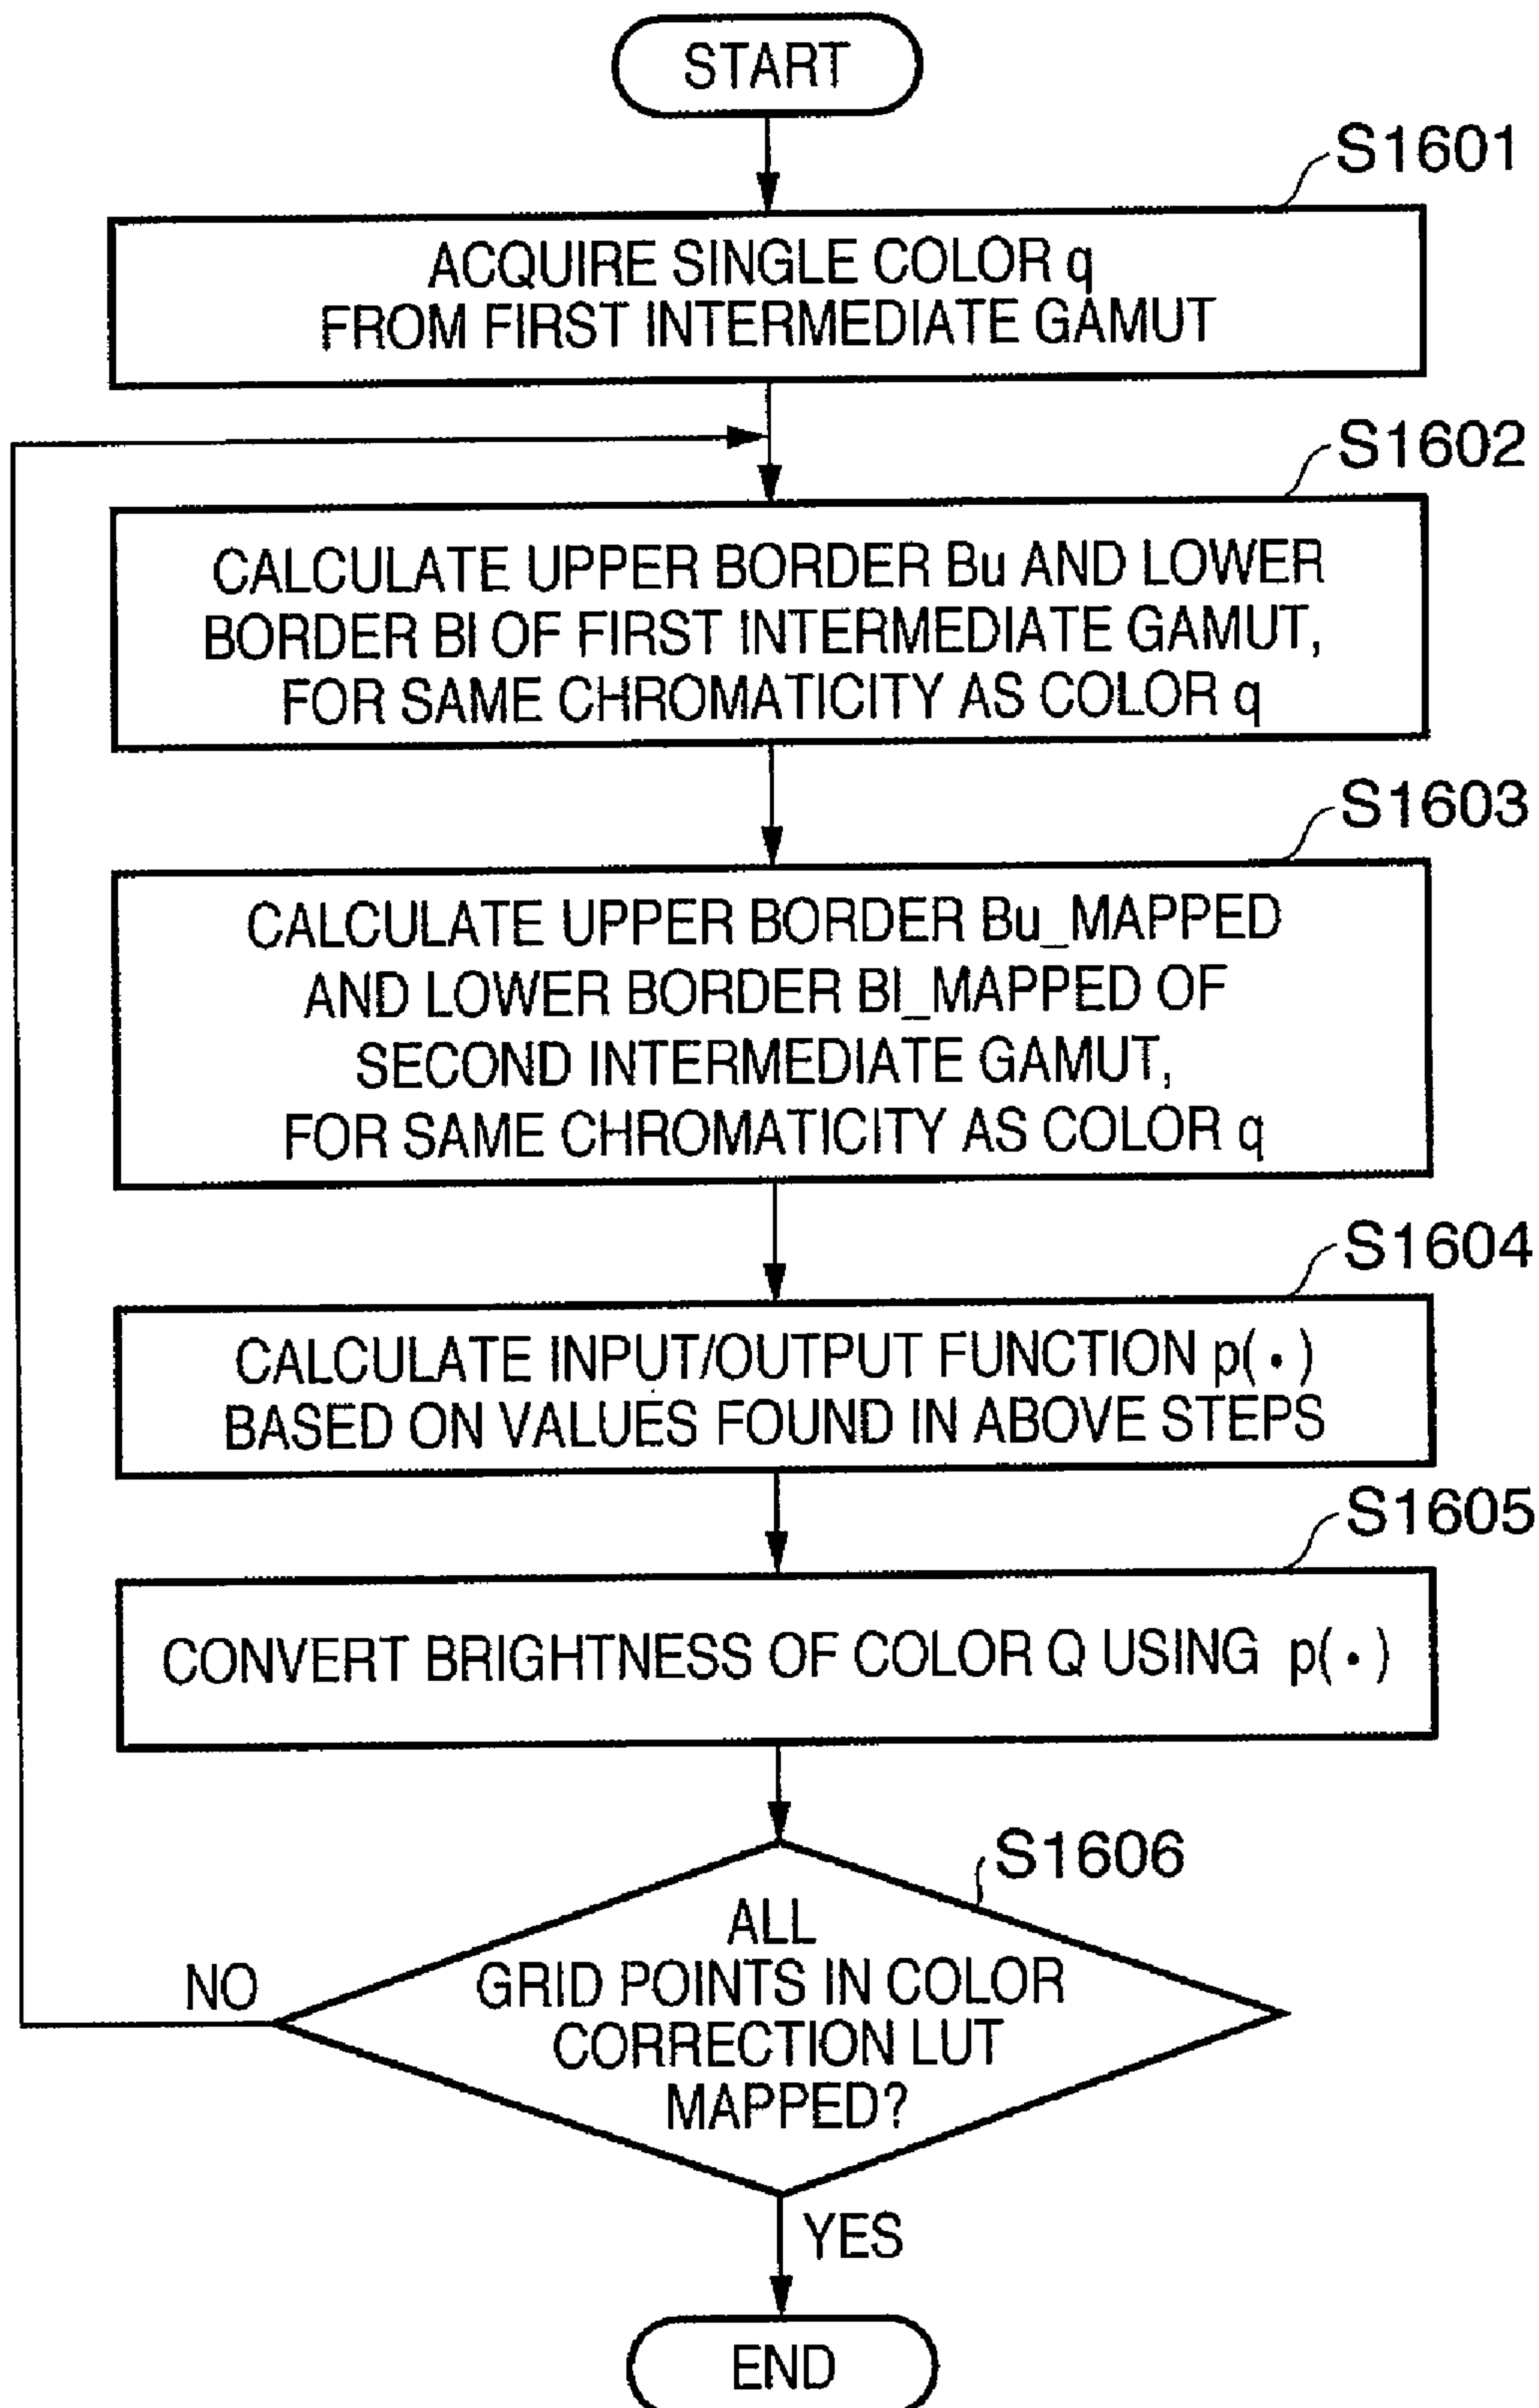 START
S1601
ACQUIRE SINGLE COLOR q
FROM FIRST INTERMEDIATE GAMUT
S1602
CALCULATE UPPER BORDER Bu AND LOWER
BORDER Bl OF FIRST INTERMEDIATE GAMUT,
FOR SAME CHROMATICITY AS COLOR q
S1603
CALCULATE UPPER BORDER Bu_MAPPED
AND LOWER BORDER Bl_MAPPED OF
SECOND INTERMEDIATE GAMUT,
FOR SAME CHROMATICITY AS COLOR q
S1604
CALCULATE INPUT/OUTPUT FUNCTION p(·)
BASED ON VALUES FOUND IN ABOVE STEPS
S1605
CONVERT BRIGHTNESS OF COLOR Q USING p(·)
S1606
ALL
GRID POINTS IN COLOR
CORRECTION LUT
MAPPED?
NO
YES
END